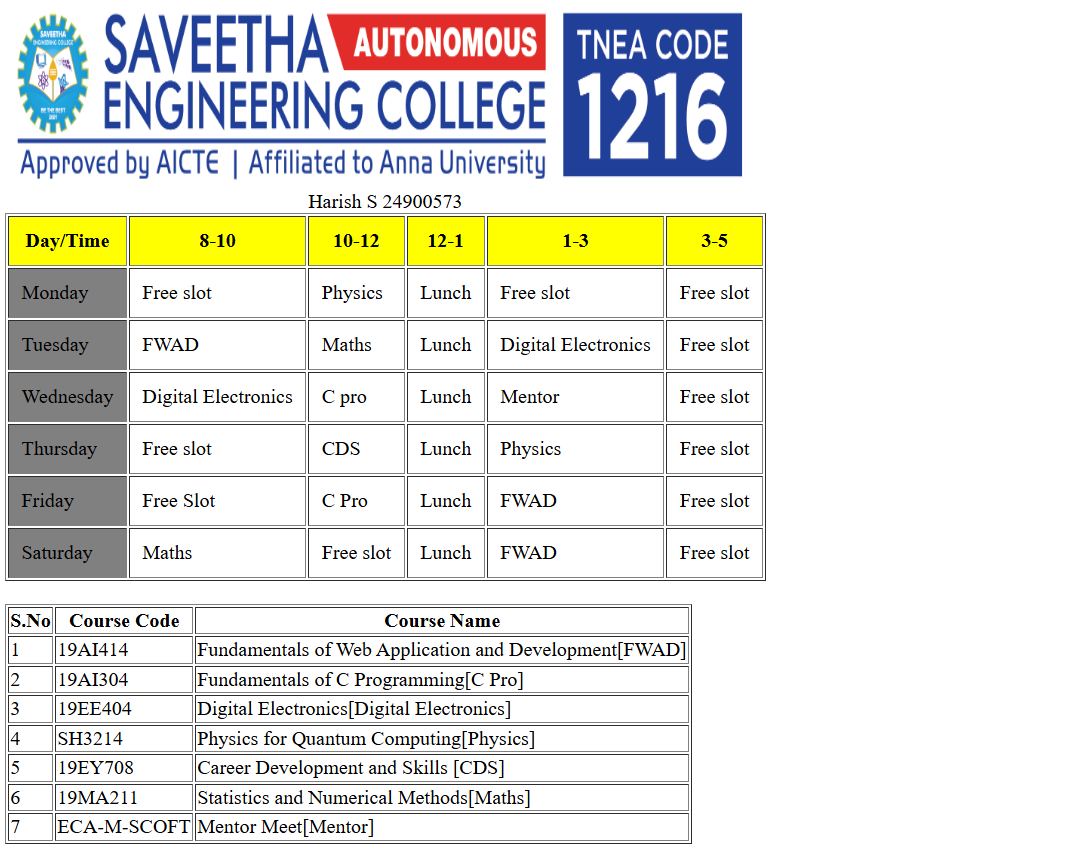 SAVEETHA AUTONOMOUS
ENGINEERING COLLEGE
Approved by AICTE | Affiliated to Anna University
TNEA CODE
1216
SAVEETHA
ENGINEERING COLLEGE
BE THE BEST
Harish S 24900573
Day/Time 8-10 10-12 12-1 1-3 3-5
Monday Free slot Physics Lunch Free slot Free slot
Tuesday FWAD Maths Lunch Digital Electronics Free slot
Wednesday Digital Electronics C pro Lunch Mentor Free slot
Thursday Free slot CDS Lunch Physics Free slot
Friday Free Slot C Pro Lunch FWAD Free slot
Saturday Maths Free slot Lunch FWAD Free slot
S.No Course Code Course Name
1 19AI414 Fundamentals of Web Application and Development[FWAD]
2 19AI304 Fundamentals of C Programming[C Pro]
3 19EE404 Digital Electronics[Digital Electronics]
4 SH3214 Physics for Quantum Computing[Physics]
5 19EY708 Career Development and Skills [CDS]
6 19MA211 Statistics and Numerical Methods[Maths]
7 ECA-M-SCOFT Mentor Meet[Mentor]